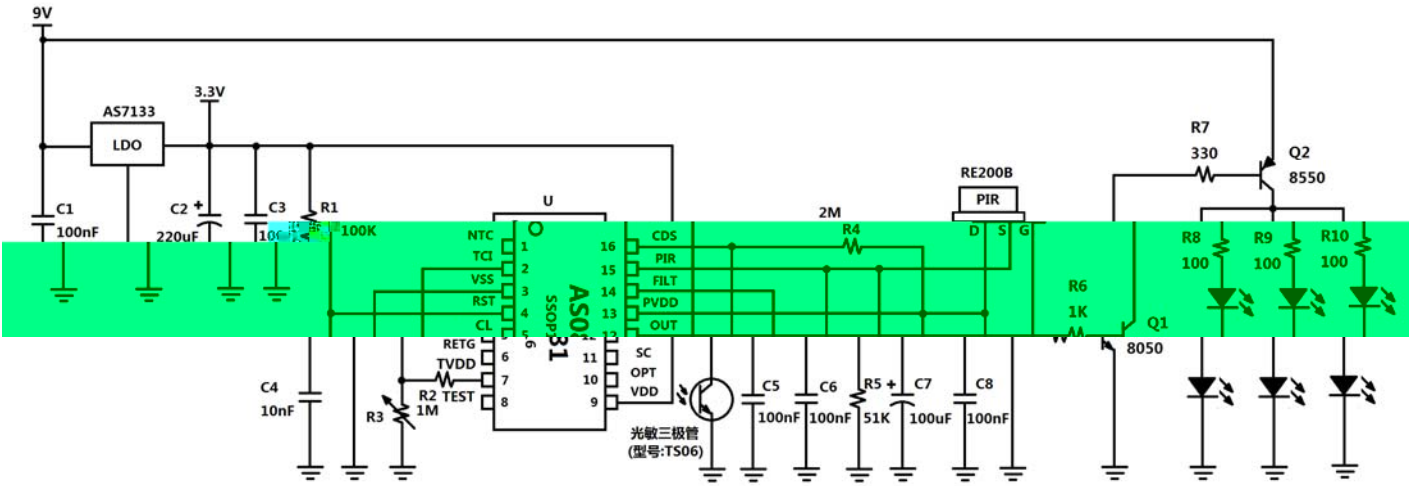 9V
3.3V
AS7133
LDO
C1
100nF
C2
+
220uF
C3
R1
100K
U
NTC
TCI
VSS
RST
CL
RETG
TVDD
TEST
1
2
3
4
5
6
7
8
16
15
14
13
12
11
10
9
CDS
PIR
FILT
PVDD
OUT
SC
OPT
VDD
C4
10nF
R3
R2
1M
光敏三极管
(型号:TS06)
2M
R4
RE200B
PIR
D S G
C5
100nF
C6
100nF
R5
51K
+
C7
100uF
C8
100nF
R6
1K
Q1
8050
R7
330
Q2
8550
R8
100
R9
100
R10
100